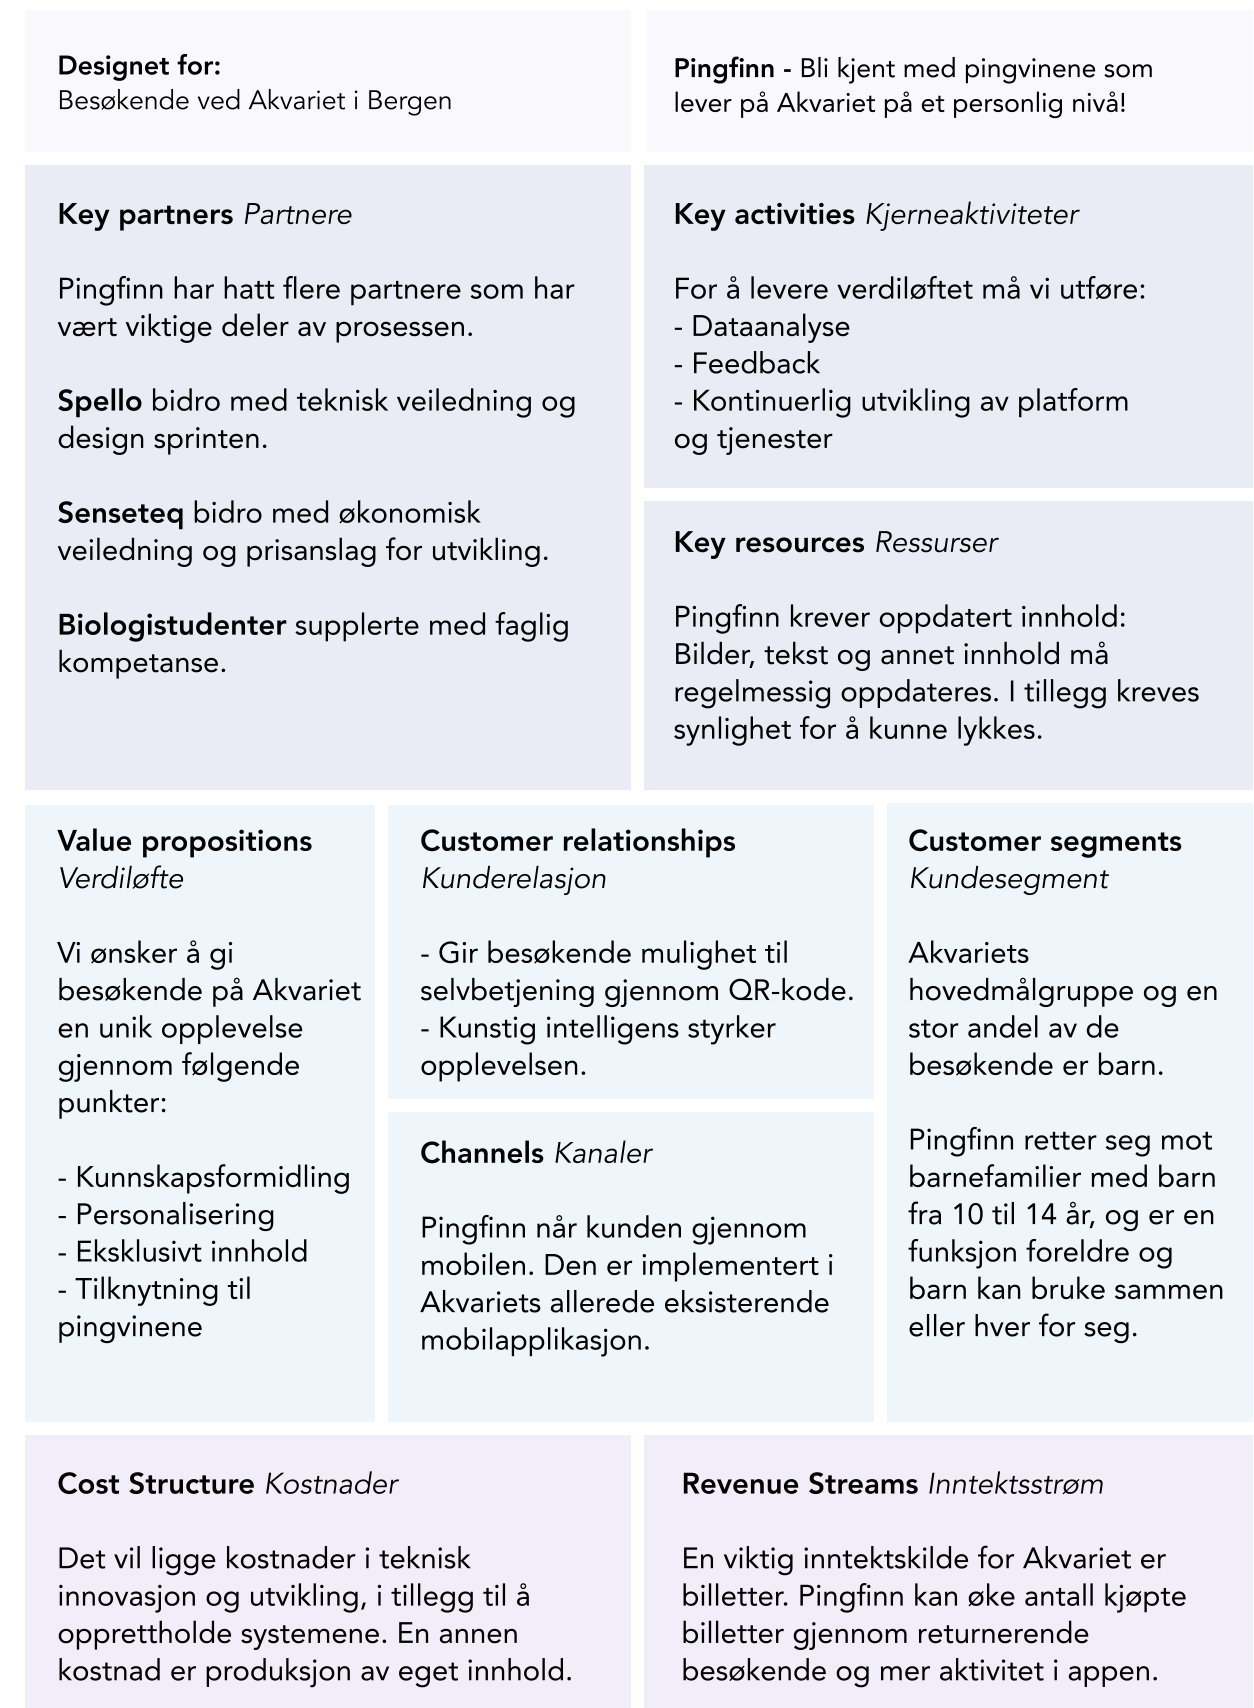 Designet for:
Besøkende ved Akvariet i Bergen
Pingfinn - Bli kjent med pingvinene som
lever på Akvariet på et personlig nivå!
Key partners Partnere
Pingfinn har hatt flere partnere som har
vært viktige deler av prosessen.
Spello bidro med teknisk veiledning og
design sprinten.
Senseteq bidro med økonomisk
veiledning og prisanslag for utvikling.
Biologistudenter supplerte med faglig
kompetanse.
Key activities Kjerneaktiviteter
For å levere verdiløftet må vi utføre:
- Dataanalyse
- Feedback
- Kontinuerlig utvikling av platform
og tjenester
Key resources Ressurser
Pingfinn krever oppdatert innhold:
Bilder, tekst og annet innhold må
regelmessig oppdateres. I tillegg kreves
synlighet for å kunne lykkes.
Value propositions
Verdiløfte
Vi ønsker å gi
besøkende på Akvariet
en unik opplevelse
gjennom følgende
punkter:
- Kunnskapsformidling
- Personalisering
- Eksklusivt innhold
- Tilknytning til
pingvinene
Customer relationships
Kunderelasjon
- Gir besøkende mulighet til
selvbetjening gjennom QR-kode.
- Kunstig intelligens styrker
opplevelsen.
Channels Kanaler
Pingfinn når kunden gjennom
mobilen. Den er implementert i
Akvariets allerede eksisterende
mobilapplikasjon.
Customer segments
Kundesegment
Akvariets
hovedmålgruppe og en
stor andel av de
besøkende er barn.
Pingfinn retter seg mot
barnefamilier med barn
fra 10 til 14 år, og er en
funksjon foreldre og
barn kan bruke sammen
eller hver for seg.
Cost Structure Kostnader
Det vil ligge kostnader i teknisk
innovasjon og utvikling, i tillegg til å
opprettholde systemene. En annen
kostnad er produksjon av eget innhold.
Revenue Streams Inntektsstrøm
En viktig inntektskilde for Akvariet er
billetter. Pingfinn kan øke antall kjøpte
billetter gjennom returnerende
besøkende og mer aktivitet i appen.